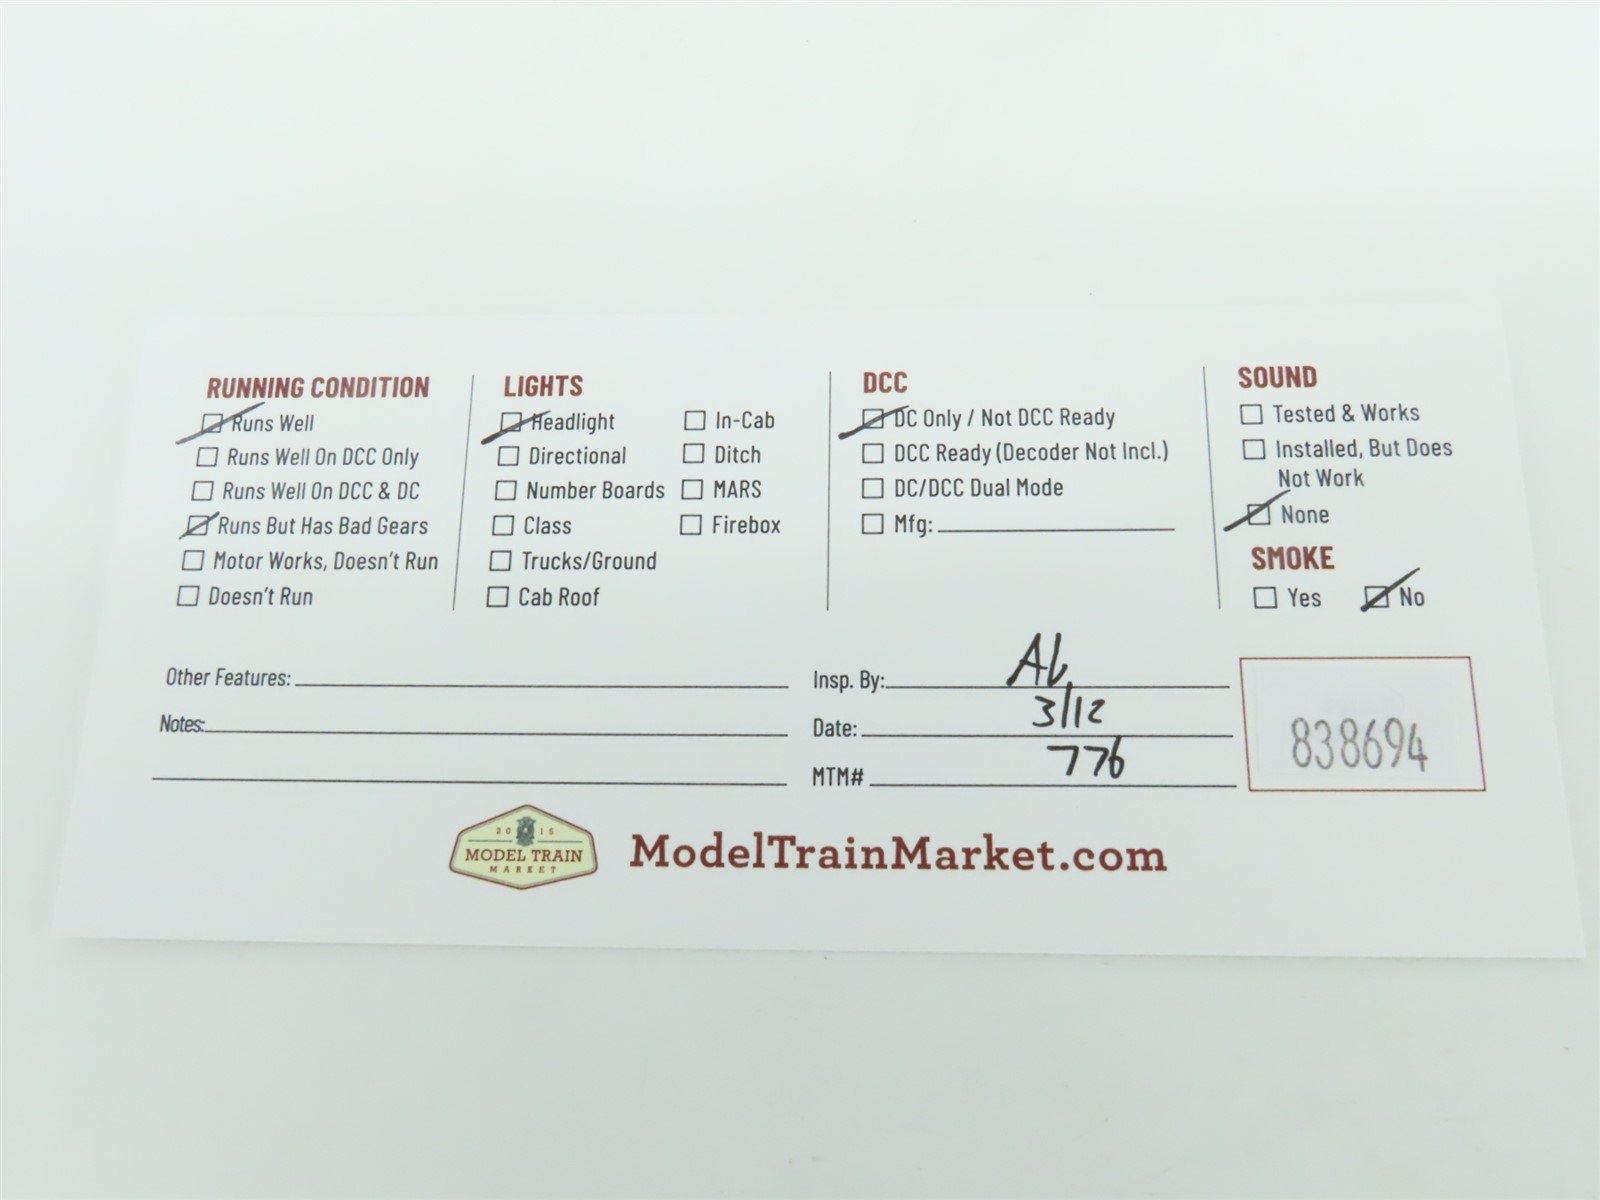 RUNNING CONDITION
Runs Well
Runs Well On DCC Only
Runs Well On DCC & DC
Runs But Has Bad Gears
Motor Works, Doesn't Run
Doesn't Run
LIGHTS
Headlight
Directional
Number Boards
Class
Trucks/Ground
Cab Roof
In-Cab
Ditch
MARS
Firebox
DCC
DC Only / Not DCC Ready
DCC Ready (Decoder Not Incl.)
DC/DCC Dual Mode
Mfg:
SOUND
Tested & Works
Installed, But Does
Not Work
None
SMOKE
Yes No
Other Features:
Notes:
Insp. By:
Date: 3/12
MTM# 776
838694
2015
MODEL TRAIN
MARKET
ModelTrainMarket.com